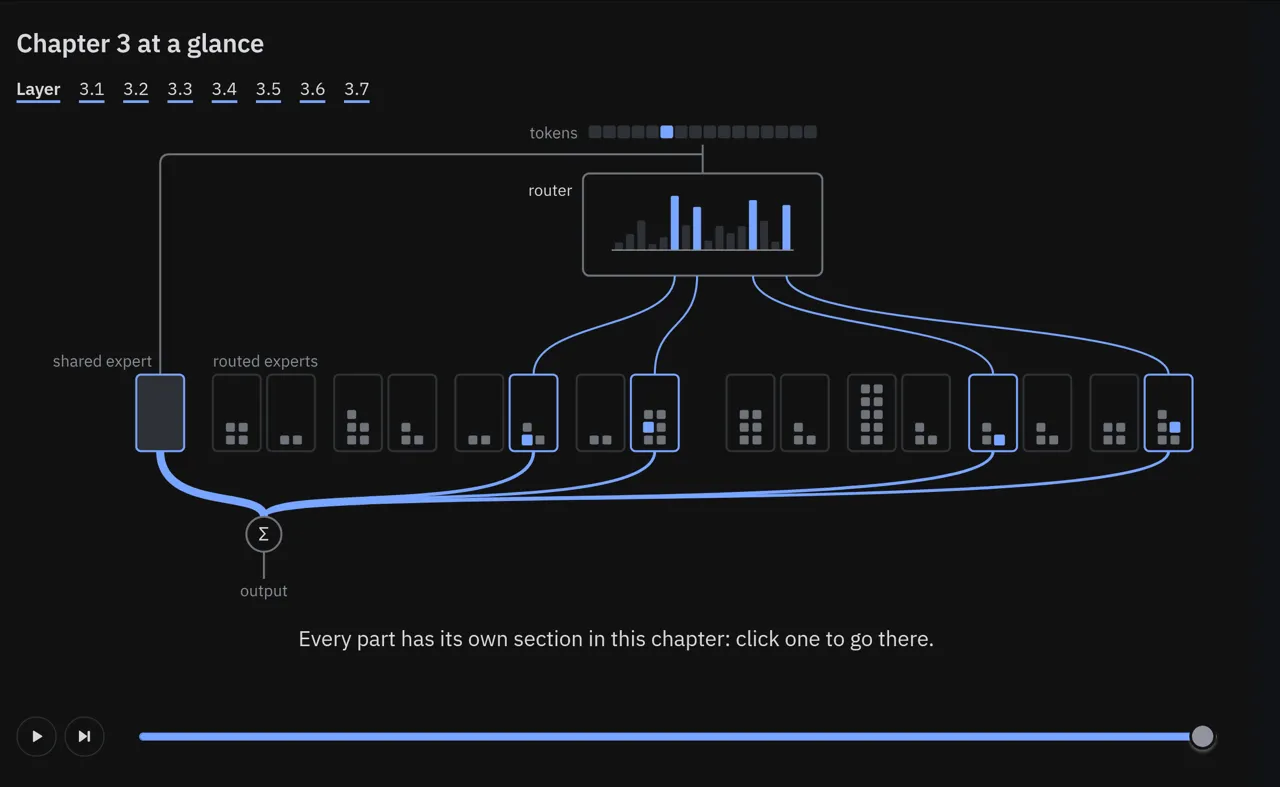 Chapter 3 at a glance
Layer 3.1 3.2 3.3 3.4 3.5 3.6 3.7
tokens
router
shared expert
routed experts
Σ
output
Every part has its own section in this chapter: click one to go there.